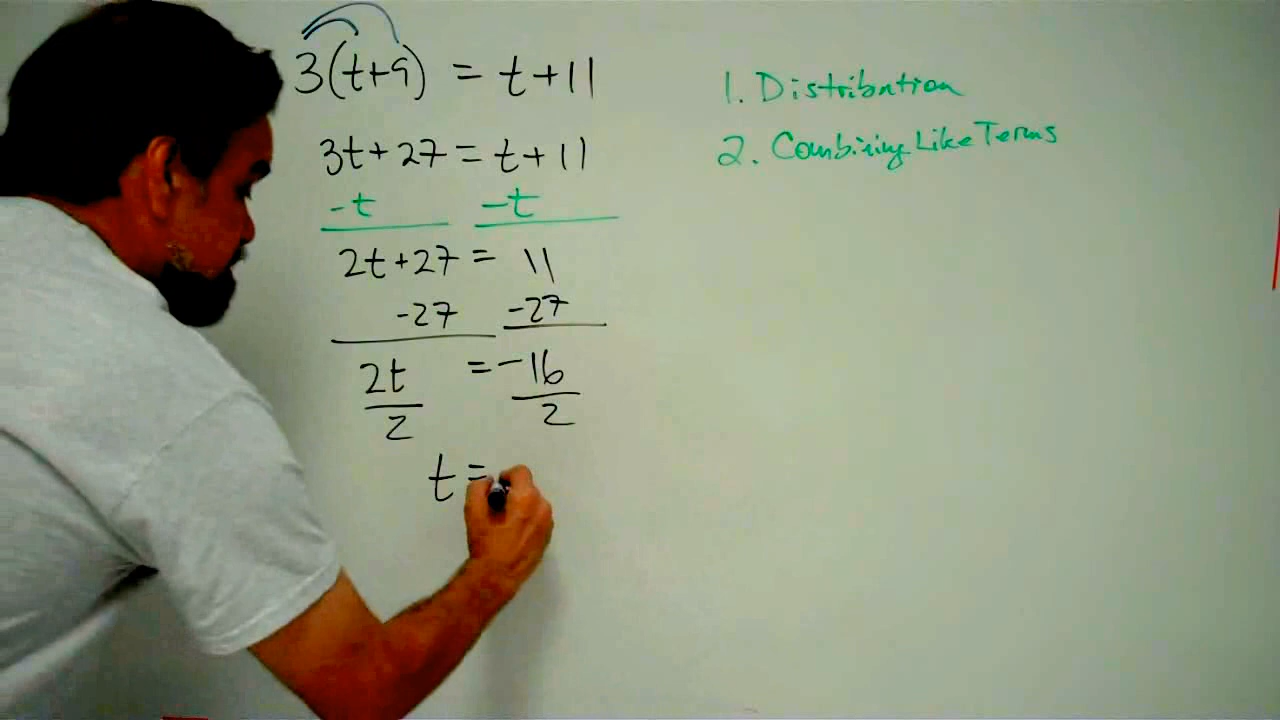 3(t+9) = t+11
1. Distribution
3t+27 = t+11
2. Combining Like Terms
-t -t
2t+27 = 11
-27 -27
2t = -16
2 2
t =